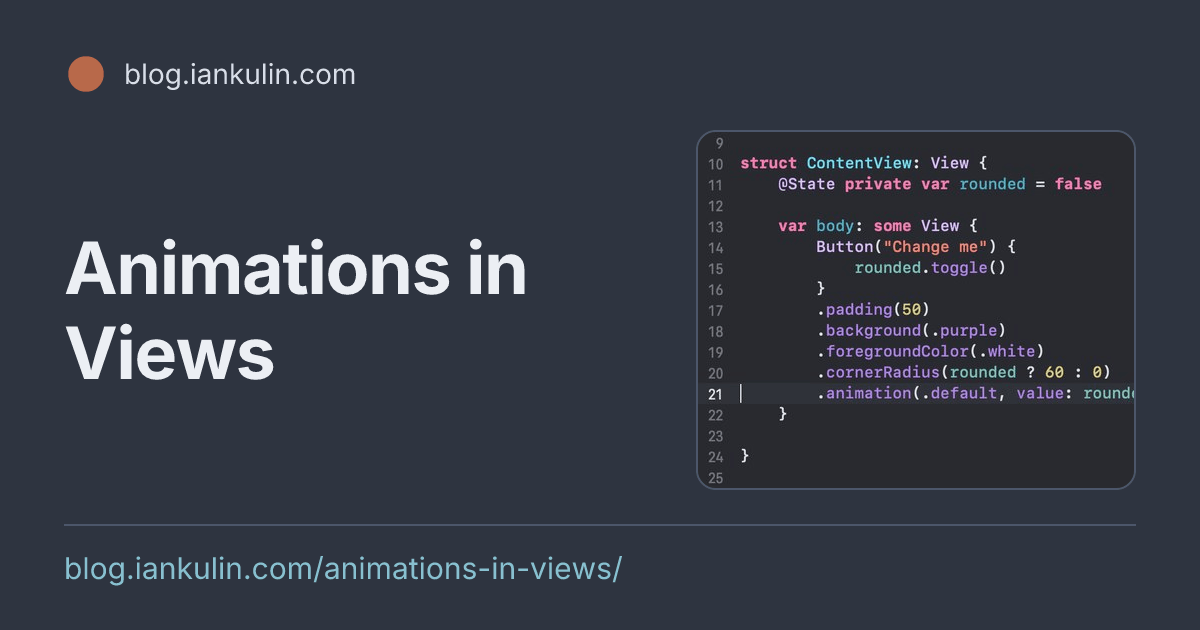 blog.iankulin.com
Animations in
Views
9
10 struct ContentView: View {
11     @State private var rounded = false
12
13     var body: some View {
14         Button("Change me") {
15             rounded.toggle()
16         }
17         .padding(50)
18         .background(.purple)
19         .foregroundColor(.white)
20         .cornerRadius(rounded ? 60 : 0)
21         .animation(.default, value: rounde
22     }
23
24 }
25
blog.iankulin.com/animations-in-views/